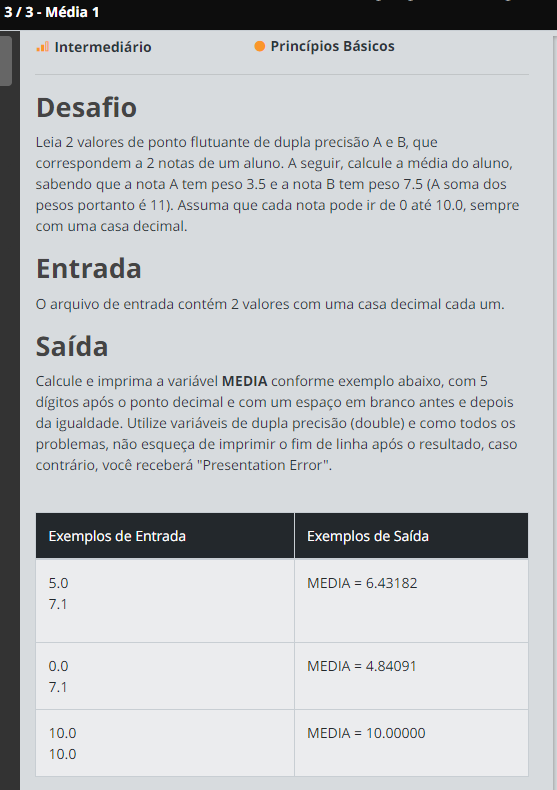 3 / 3 - Média 1
Intermediário
Princípios Básicos
Desafio
Leia 2 valores de ponto flutuante de dupla precisão A e B, que
correspondem a 2 notas de um aluno. A seguir, calcule a média do aluno,
sabendo que a nota A tem peso 3.5 e a nota B tem peso 7.5 (A soma dos
pesos portanto é 11). Assuma que cada nota pode ir de 0 até 10.0, sempre
com uma casa decimal.
Entrada
O arquivo de entrada contém 2 valores com uma casa decimal cada um.
Saída
Calcule e imprima a variável MEDIA conforme exemplo abaixo, com 5
dígitos após o ponto decimal e com um espaço em branco antes e depois
da igualdade. Utilize variáveis de dupla precisão (double) e como todos os
problemas, não esqueça de imprimir o fim de linha após o resultado, caso
contrário, você receberá "Presentation Error".
Exemplos de Entrada
Exemplos de Saída
5.0
7.1
MEDIA = 6.43182
0.0
7.1
MEDIA = 4.84091
10.0
10.0
MEDIA = 10.00000